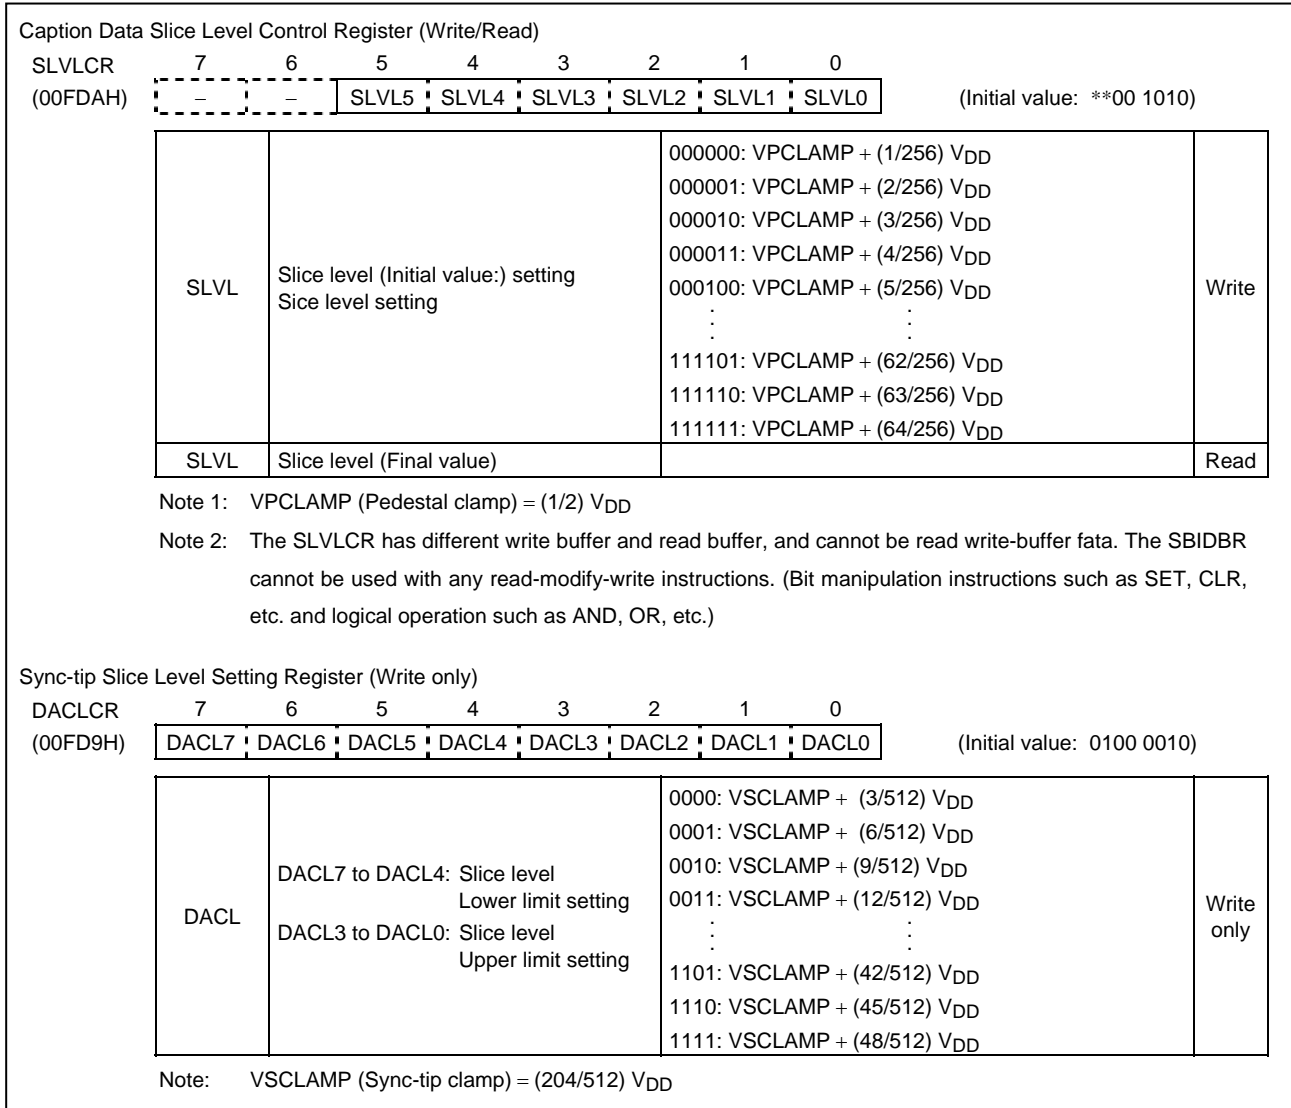 Caption Data Slice Level Control Register (Write/Read)
SLVLCR 7 6 5 4 3 2 1 0
(00FDAH) – – SLVL5 SLVL4 SLVL3 SLVL2 SLVL1 SLVL0 (Initial value: **00 1010)
000000: VPCLAMP + (1/256) VDD
000001: VPCLAMP + (2/256) VDD
000010: VPCLAMP + (3/256) VDD
000011: VPCLAMP + (4/256) VDD
SLVL Slice level (Initial value:) setting
Sice level setting
000100: VPCLAMP + (5/256) VDD Write
: :
111101: VPCLAMP + (62/256) VDD
111110: VPCLAMP + (63/256) VDD
111111: VPCLAMP + (64/256) VDD
SLVL Slice level (Final value) Read
Note 1: VPCLAMP (Pedestal clamp) = (1/2) VDD
Note 2: The SLVLCR has different write buffer and read buffer, and cannot be read write-buffer fata. The SBIDBR
cannot be used with any read-modify-write instructions. (Bit manipulation instructions such as SET, CLR,
etc. and logical operation such as AND, OR, etc.)
Sync-tip Slice Level Setting Register (Write only)
DACLCR 7 6 5 4 3 2 1 0
(00FD9H) DACL7 DACL6 DACL5 DACL4 DACL3 DACL2 DACL1 DACL0 (Initial value: 0100 0010)
DACL
DACL7 to DACL4: Slice level
Lower limit setting
DACL3 to DACL0: Slice level
Upper limit setting
0000: VSCLAMP + (3/512) VDD
0001: VSCLAMP + (6/512) VDD
0010: VSCLAMP + (9/512) VDD
0011: VSCLAMP + (12/512) VDD
: :
1101: VSCLAMP + (42/512) VDD
1110: VSCLAMP + (45/512) VDD
1111: VSCLAMP + (48/512) VDD
Write
only
Note: VSCLAMP (Sync-tip clamp) = (204/512) VDD